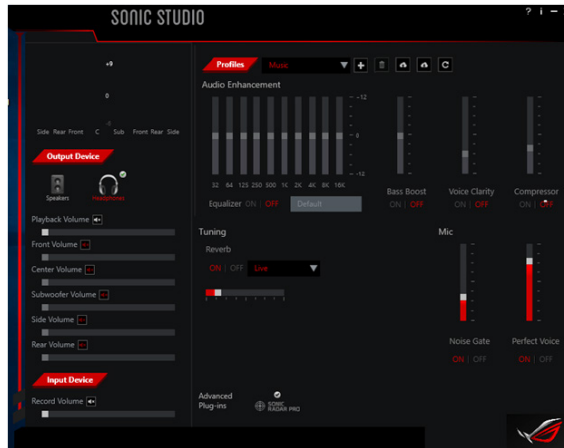 SONIC STUDIO
? i –
Profiles Music
Audio Enhancement
+9
0
-0
Side Rear Front C Sub Front Rear Side
+12
0
-12
32 64 125 250 500 1K 2K 4K 8K 16K
Equalizer ON | OFF Default
Bass Boost
ON | OFF
Voice Clarity
ON | OFF
Compressor
ON | OFF
Output Device
Speakers
Headphones
Playback Volume
Front Volume
Center Volume
Subwoofer Volume
Side Volume
Rear Volume
Input Device
Record Volume
Tuning
Reverb
ON | OFF Live
Mic
Noise Gate
ON | OFF
Perfect Voice
ON | OFF
Advanced
Plug-ins
SONIC
RADAR PRO